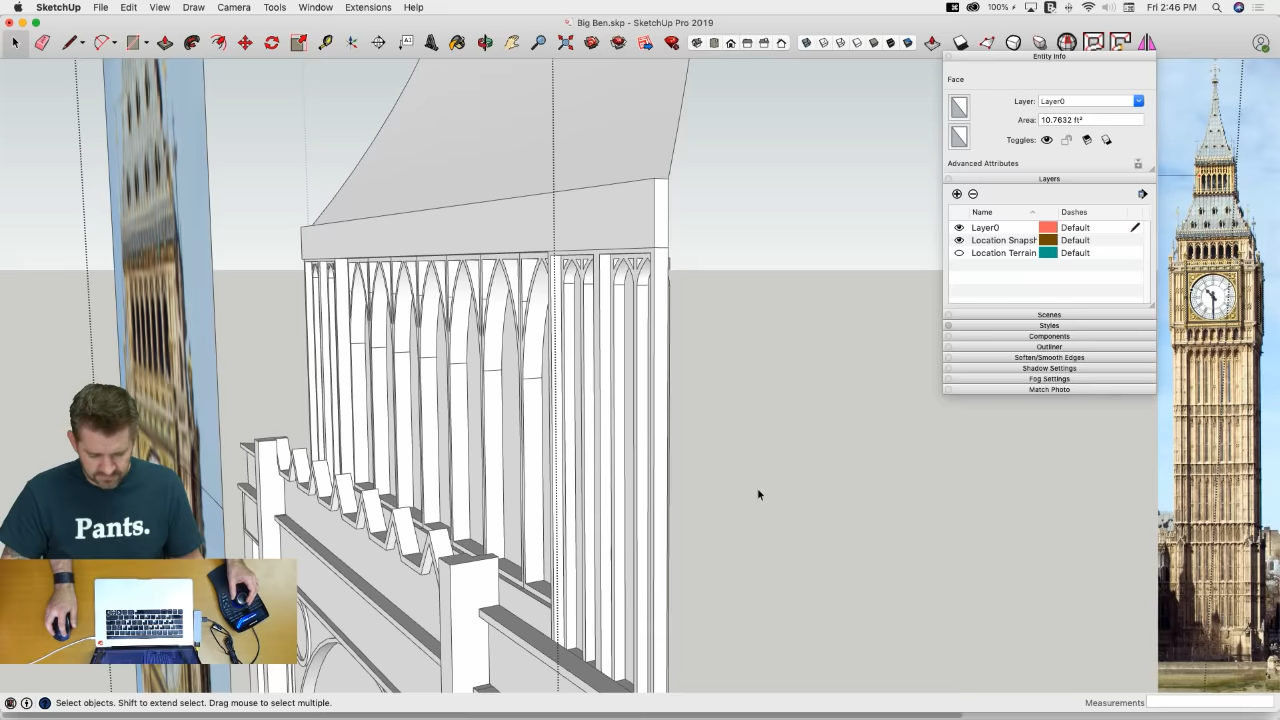 SketchUp File Edit View Draw Camera Tools Window Extensions Help
100% Fri 2:46 PM
Big Ben.skp - SketchUp Pro 2019
Entity Info
Face
Layer: Layer0
Area: 10.7632 ft²
Toggles:
Advanced Attributes
Layers
Name Dashes
Layer0 Default
Location Snapsh Default
Location Terrain Default
Scenes
Styles
Components
Outliner
Soften/Smooth Edges
Shadow Settings
Fog Settings
Match Photo
Pants.
Select objects. Shift to extend select. Drag mouse to select multiple.
Measurements